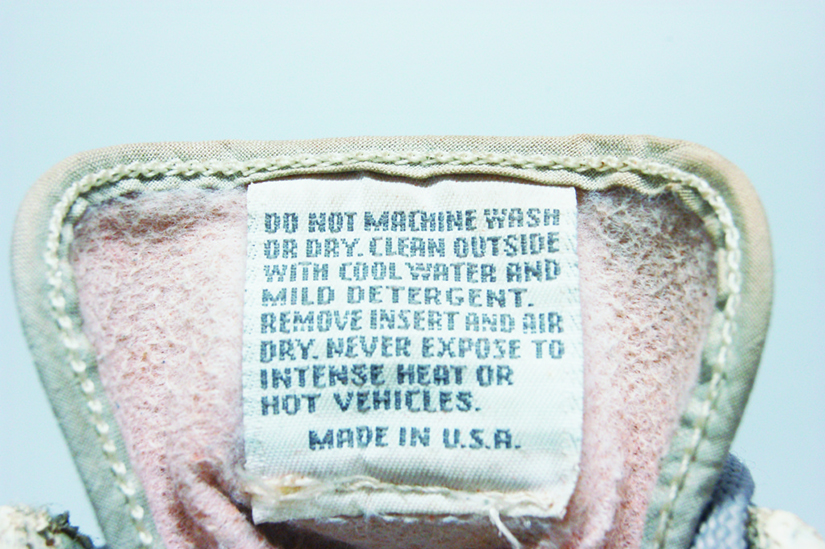 DO NOT MACHINE WASH
OR DRY. CLEAN OUTSIDE
WITH COOL WATER AND
MILD DETERGENT.
REMOVE INSERT AND AIR
DRY. NEVER EXPOSE TO
INTENSE HEAT OR
HOT VEHICLES.
MADE IN U.S.A.